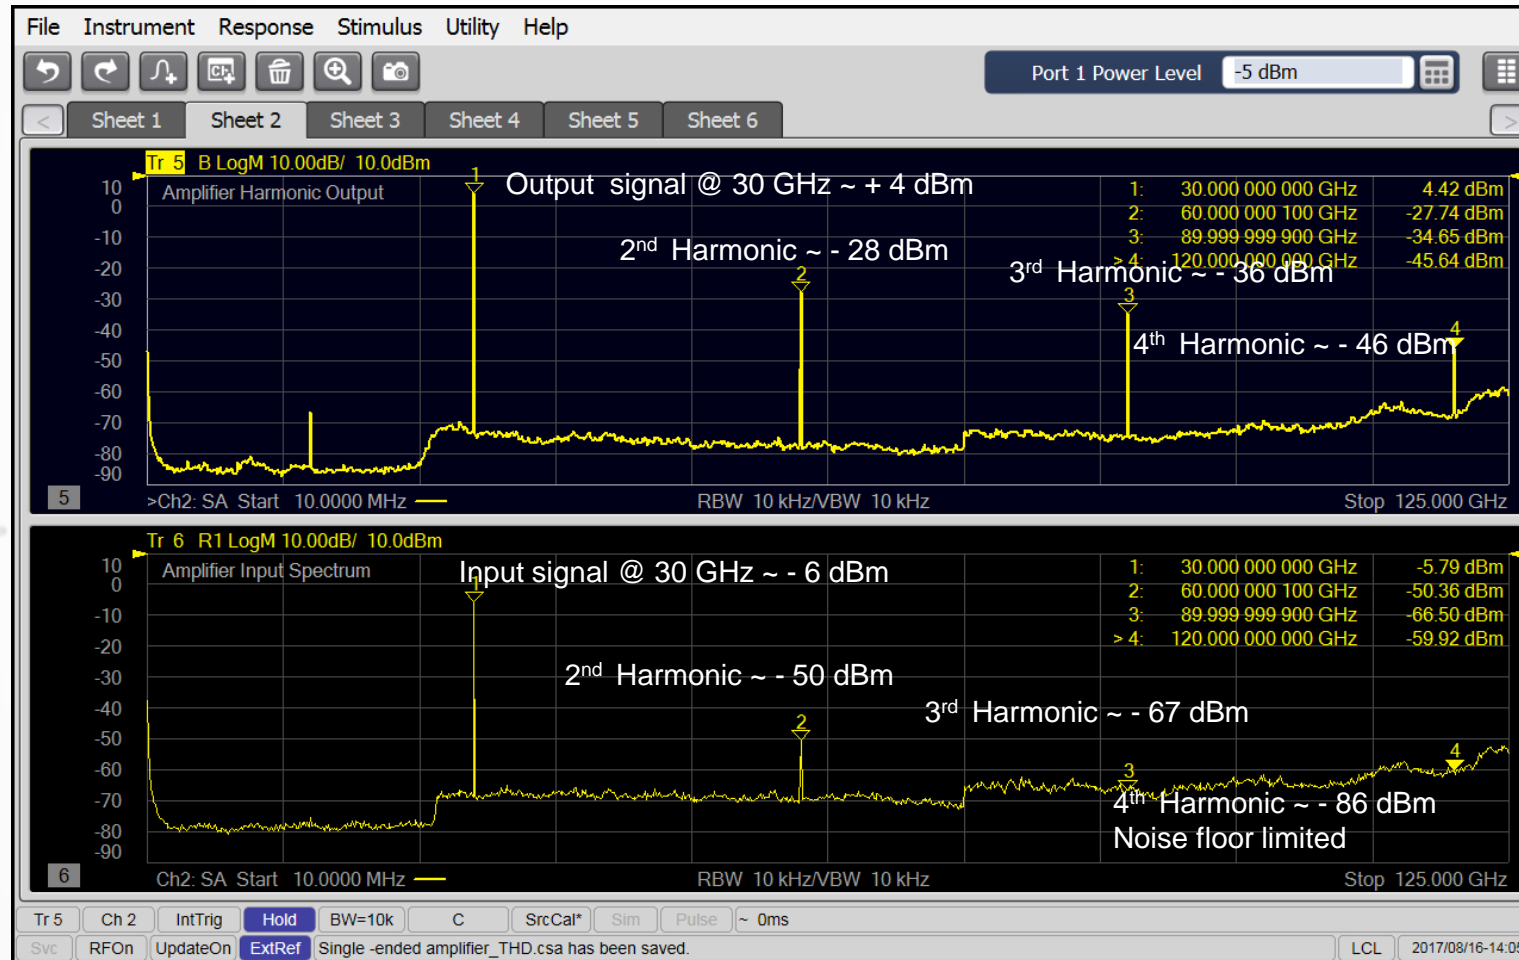 File Instrument Response Stimulus Utility Help
Port 1 Power Level -5 dBm
< Sheet 1 Sheet 2 Sheet 3 Sheet 4 Sheet 5 Sheet 6 >
Tr 5 B LogM 10.00dB/ 10.0dBm
Amplifier Harmonic Output
1
Output signal @ 30 GHz ~ + 4 dBm
1: 30.000 000 000 GHz 4.42 dBm
2: 60.000 000 100 GHz -27.74 dBm
3: 89.999 999 900 GHz -34.65 dBm
> 4: 120.000 000 000 GHz -45.64 dBm
2nd Harmonic ~ - 28 dBm
2
3rd Harmonic ~ - 36 dBm
3
4th Harmonic ~ - 46 dBm
4
10
0
-10
-20
-30
-40
-50
-60
-70
-80
-90
5 >Ch2: SA Start 10.0000 MHz RBW 10 kHz/VBW 10 kHz Stop 125.000 GHz
Tr 6 R1 LogM 10.00dB/ 10.0dBm
Amplifier Input Spectrum
Input signal @ 30 GHz ~ - 6 dBm
1
1: 30.000 000 000 GHz -5.79 dBm
2: 60.000 000 100 GHz -50.36 dBm
3: 89.999 999 900 GHz -66.50 dBm
> 4: 120.000 000 000 GHz -59.92 dBm
2nd Harmonic ~ - 50 dBm
2
3rd Harmonic ~ - 67 dBm
3
4
4th Harmonic ~ - 86 dBm
Noise floor limited
10
0
-10
-20
-30
-40
-50
-60
-70
-80
-90
6 Ch2: SA Start 10.0000 MHz RBW 10 kHz/VBW 10 kHz Stop 125.000 GHz
Tr 5 Ch 2 IntTrig Hold BW=10k C SrcCal* Sim Pulse ~ 0ms
Svc RFOn UpdateOn ExtRef Single -ended amplifier_THD.csa has been saved. LCL 2017/08/16-14:05